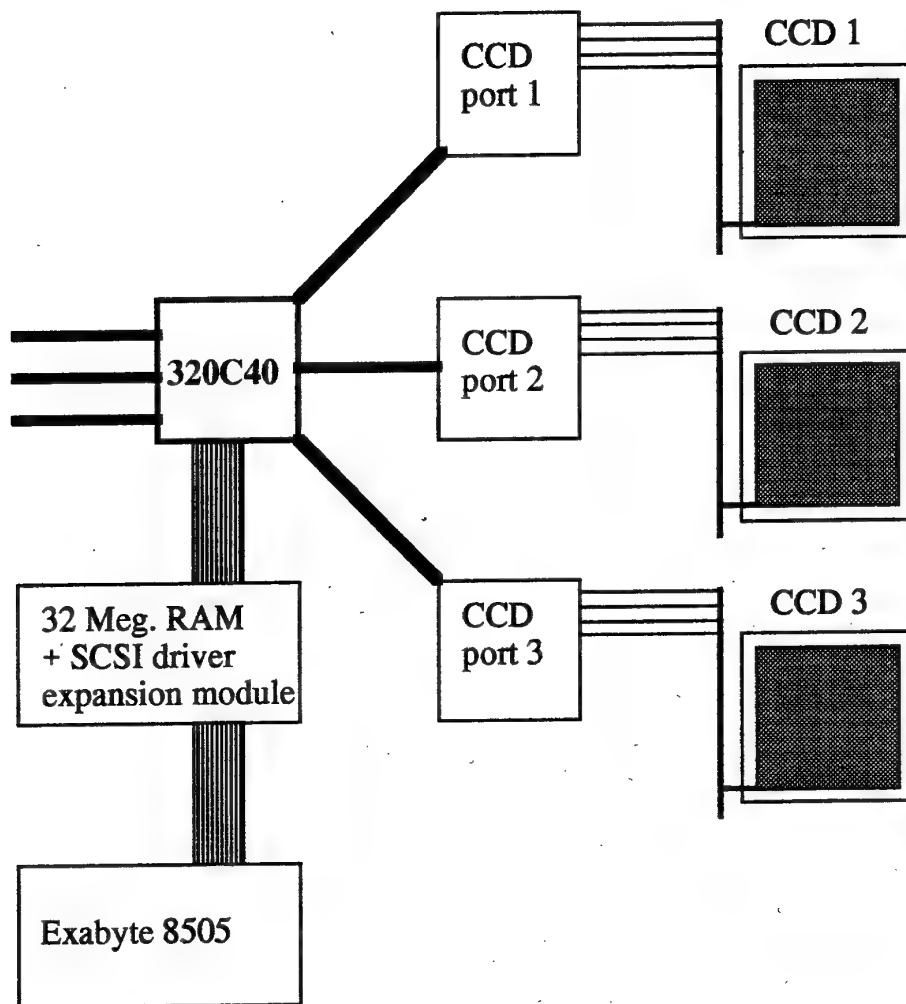 CCD
port 1
CCD 1
320C40
CCD
port 2
CCD 2
32 Meg. RAM
+ SCSI driver
expansion module
CCD
port 3
CCD 3
Exabyte 8505